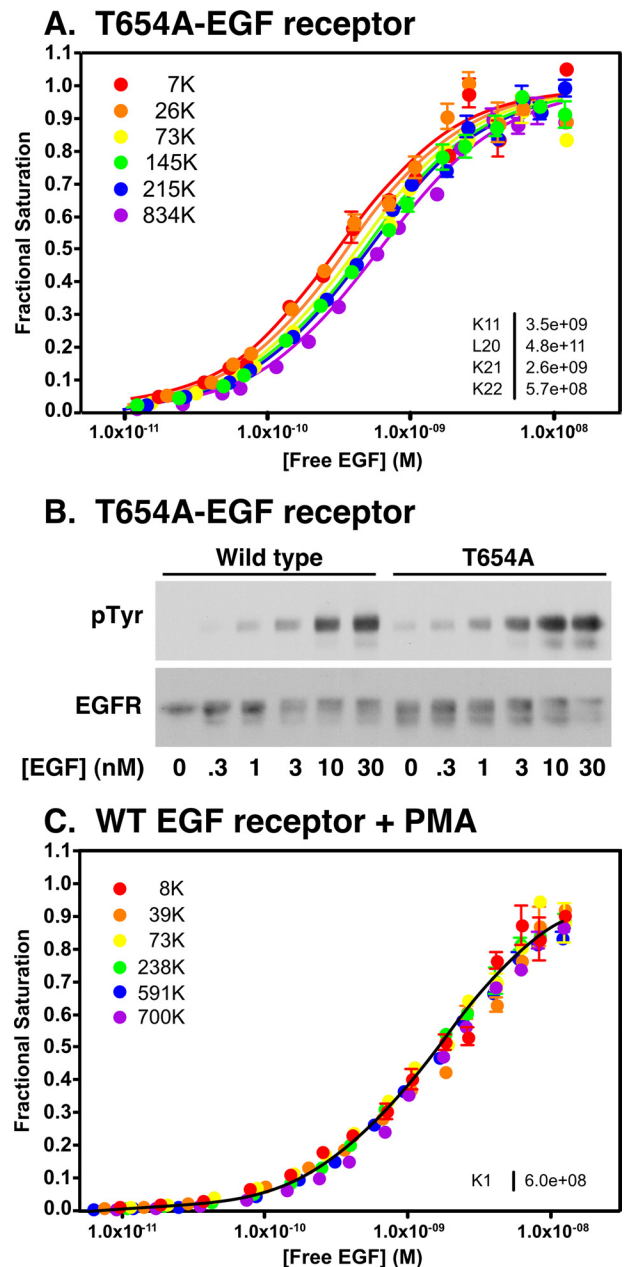 A. T654A-EGF receptor
Fractional Saturation
1.1
1.0
0.9
0.8
0.7
0.6
0.5
0.4
0.3
0.2
0.1
0.0
7K
26K
73K
145K
215K
834K
K11 3.5e+09
L20 4.8e+11
K21 2.6e+09
K22 5.7e+08
1.0x10-11 1.0x10-10 1.0x10-09 1.0x10-08
[Free EGF] (M)
B. T654A-EGF receptor
Wild type T654A
pTyr
EGFR
[EGF] (nM) 0 .3 1 3 10 30 0 .3 1 3 10 30
C. WT EGF receptor + PMA
Fractional Saturation
1.1
1.0
0.9
0.8
0.7
0.6
0.5
0.4
0.3
0.2
0.1
0.0
8K
39K
73K
238K
591K
700K
K1 6.0e+08
1.0x10-11 1.0x10-10 1.0x10-09 1.0x10-08
[Free EGF] (M)